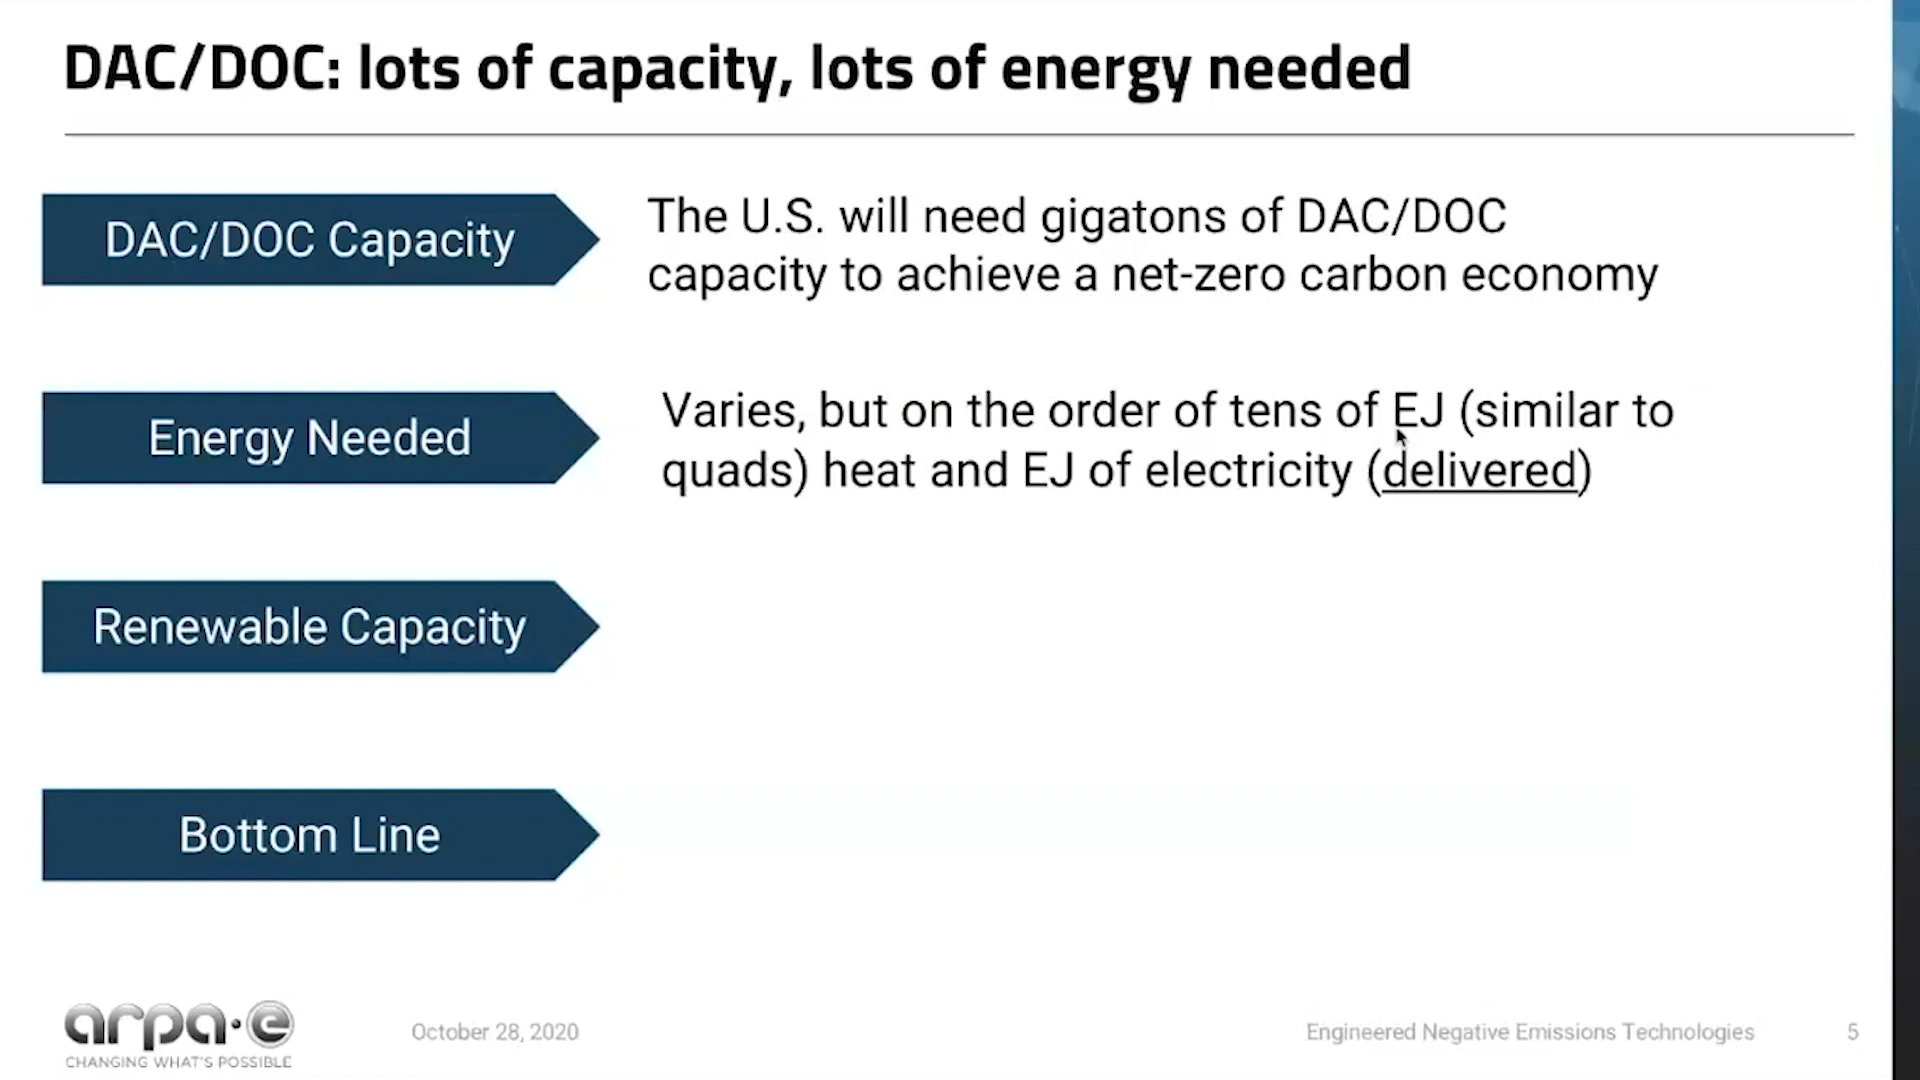 DAC/DOC: lots of capacity, lots of energy needed
DAC/DOC Capacity
The U.S. will need gigatons of DAC/DOC
capacity to achieve a net-zero carbon economy
Energy Needed
Varies, but on the order of tens of EJ (similar to
quads) heat and EJ of electricity (delivered)
Renewable Capacity
Bottom Line
arpa·e
CHANGING WHAT'S POSSIBLE
October 28, 2020
Engineered Negative Emissions Technologies
5